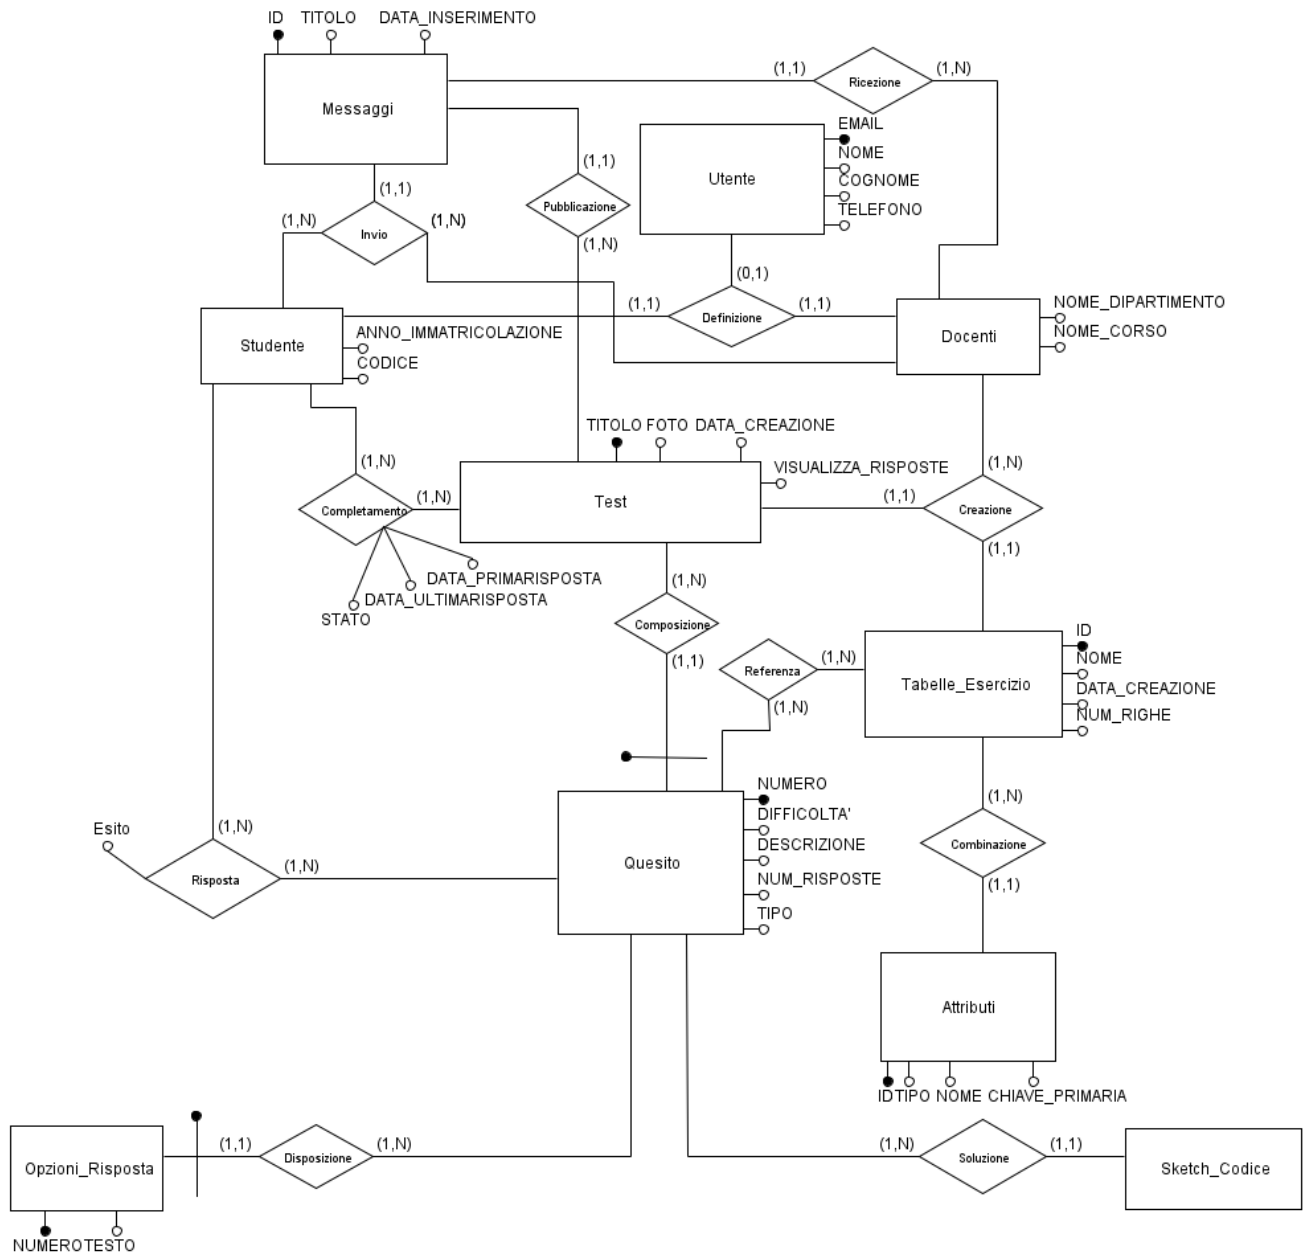 ID TITOLO DATA_INSERIMENTO
Messaggi
(1,1)
Ricezione
(1,N)
(1,1)
Pubblicazione
(1,N)
Utente
EMAIL
NOME
COGNOME
TELEFONO
(1,1)
(1,N)
Invio
(1,N)
(0,1)
(1,1)
Definizione
(1,1)
Studente
ANNO_IMMATRICOLAZIONE
CODICE
Docenti
NOME_DIPARTIMENTO
NOME_CORSO
TITOLO FOTO DATA_CREAZIONE
VISUALIZZA_RISPOSTE
Test
(1,N)
Completamento
(1,N)
DATA_PRIMARISPOSTA
DATA_ULTIMARISPOSTA
STATO
(1,N)
(1,1)
Creazione
(1,1)
(1,N)
Composizione
(1,1)
Referenza
(1,N)
(1,N)
Tabelle_Esercizio
ID
NOME
DATA_CREAZIONE
NUM_RIGHE
Quesito
NUMERO
DIFFICOLTA'
DESCRIZIONE
NUM_RISPOSTE
TIPO
Esito
(1,N)
Risposta
(1,N)
(1,N)
Combinazione
(1,1)
Attributi
ID TIPO NOME CHIAVE_PRIMARIA
Opzioni_Risposta
NUMERO TESTO
(1,1)
Disposizione
(1,N)
(1,N)
Soluzione
(1,1)
Sketch_Codice